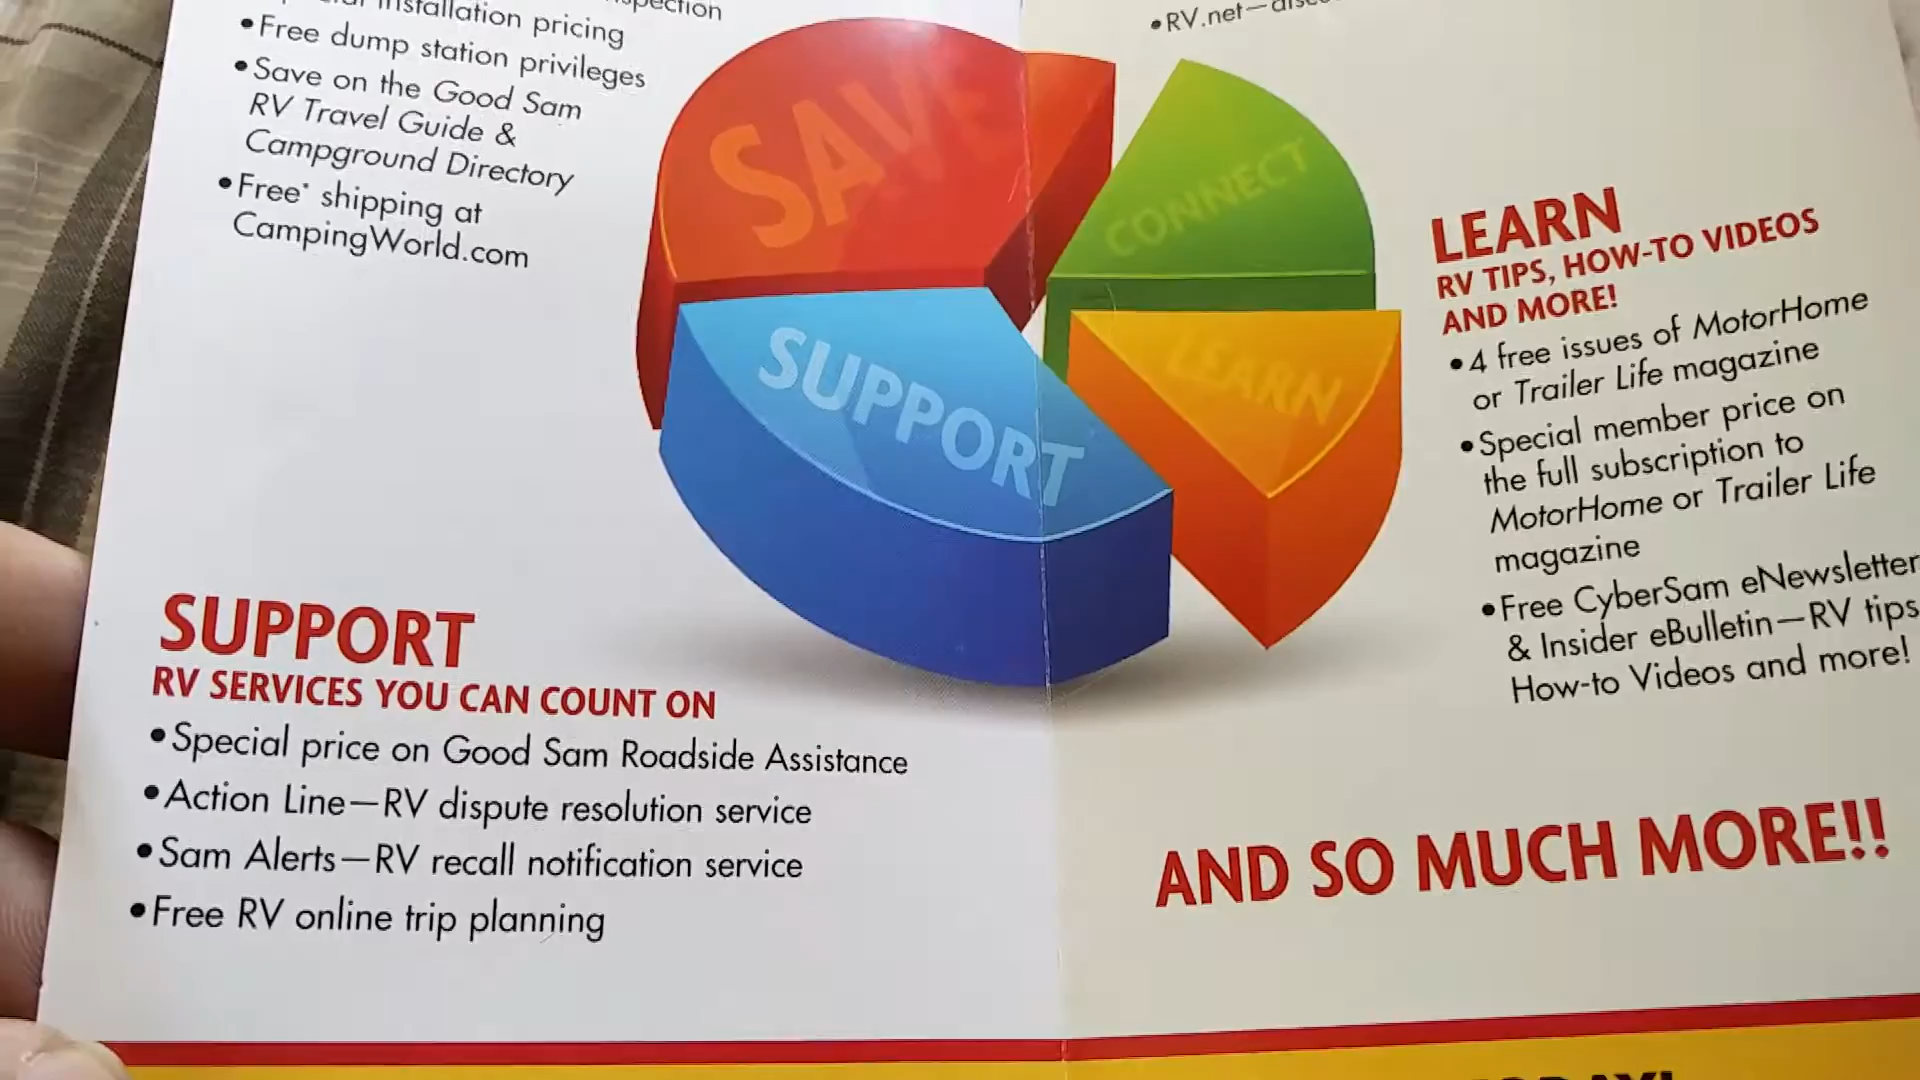 installation pricing
• Free dump station privileges
• Save on the Good Sam
RV Travel Guide &
Campground Directory
• Free* shipping at
CampingWorld.com
SUPPORT
RV SERVICES YOU CAN COUNT ON
• Special price on Good Sam Roadside Assistance
• Action Line—RV dispute resolution service
• Sam Alerts—RV recall notification service
• Free RV online trip planning
SAVE
CONNECT
SUPPORT
LEARN
• RV.net—
LEARN
RV TIPS, HOW-TO VIDEOS
AND MORE!
• 4 free issues of MotorHome
or Trailer Life magazine
• Special member price on
the full subscription to
MotorHome or Trailer Life
magazine
• Free CyberSam eNewsletter
& Insider eBulletin—RV tips
How-to Videos and more!
AND SO MUCH MORE!!